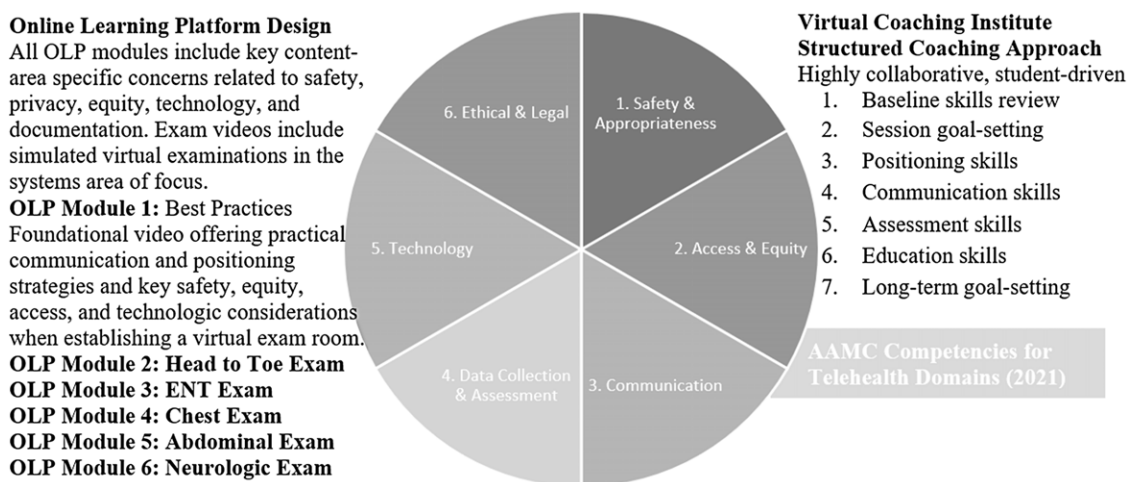 Online Learning Platform Design
All OLP modules include key content-
area specific concerns related to safety,
privacy, equity, technology, and
documentation. Exam videos include
simulated virtual examinations in the
systems area of focus.
OLP Module 1: Best Practices
Foundational video offering practical
communication and positioning
strategies and key safety, equity,
access, and technologic considerations
when establishing a virtual exam room.
OLP Module 2: Head to Toe Exam
OLP Module 3: ENT Exam
OLP Module 4: Chest Exam
OLP Module 5: Abdominal Exam
OLP Module 6: Neurologic Exam
6. Ethical & Legal
1. Safety &
Appropriateness
5. Technology
2. Access & Equity
4. Data Collection
& Assessment
3. Communication
Virtual Coaching Institute
Structured Coaching Approach
Highly collaborative, student-driven
1. Baseline skills review
2. Session goal-setting
3. Positioning skills
4. Communication skills
5. Assessment skills
6. Education skills
7. Long-term goal-setting
AAMC Competencies for
Telehealth Domains (2021)